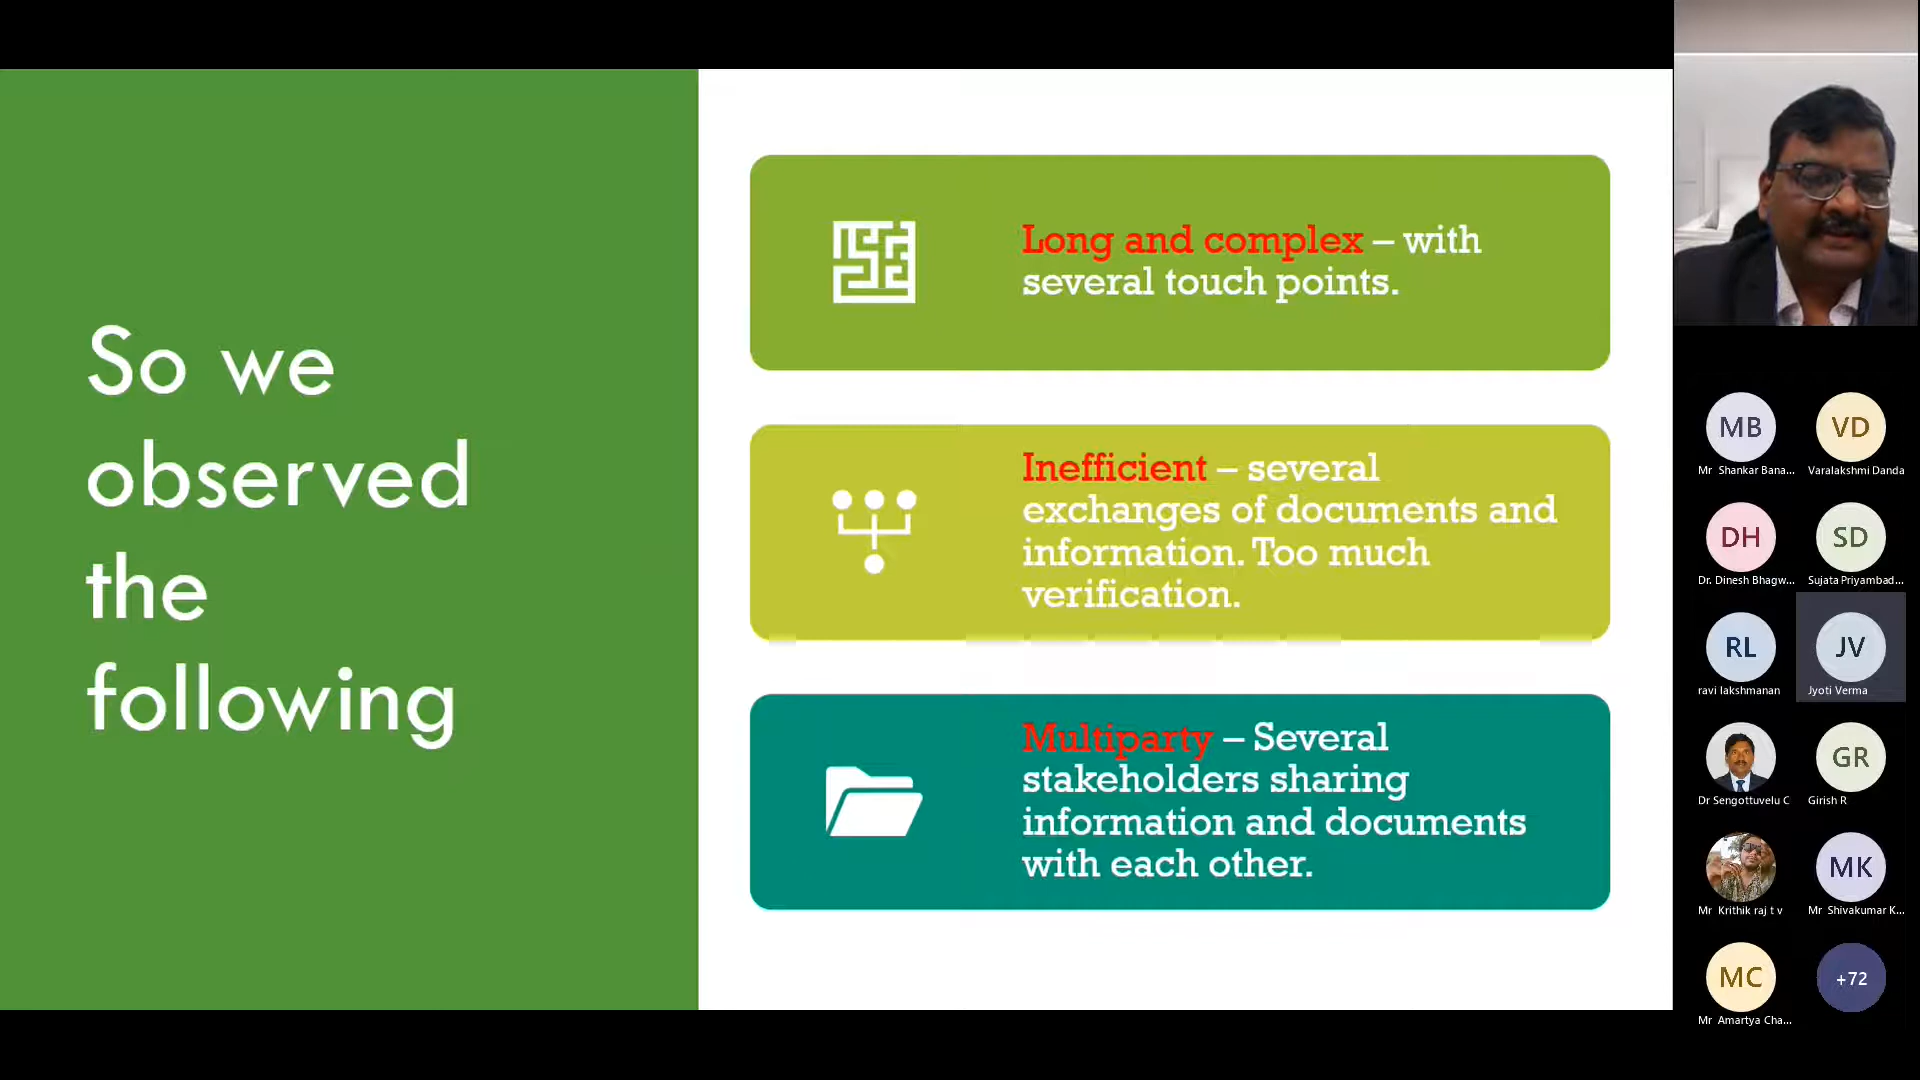 So we
observed
the
following
Long and complex – with
several touch points.
Inefficient – several
exchanges of documents and
information. Too much
verification.
Multiparty – Several
stakeholders sharing
information and documents
with each other.
MB
Mr Shankar Bana...
VD
Varalakshmi Danda
DH
Dr. Dinesh Bhagw...
SD
Sujata Priyambad...
RL
ravi lakshmanan
JV
Jyoti Verma
Dr Sengottuvelu C
GR
Girish R
Mr Krithik raj t v
MK
Mr Shivakumar K...
MC
Mr Amartya Cha...
+72